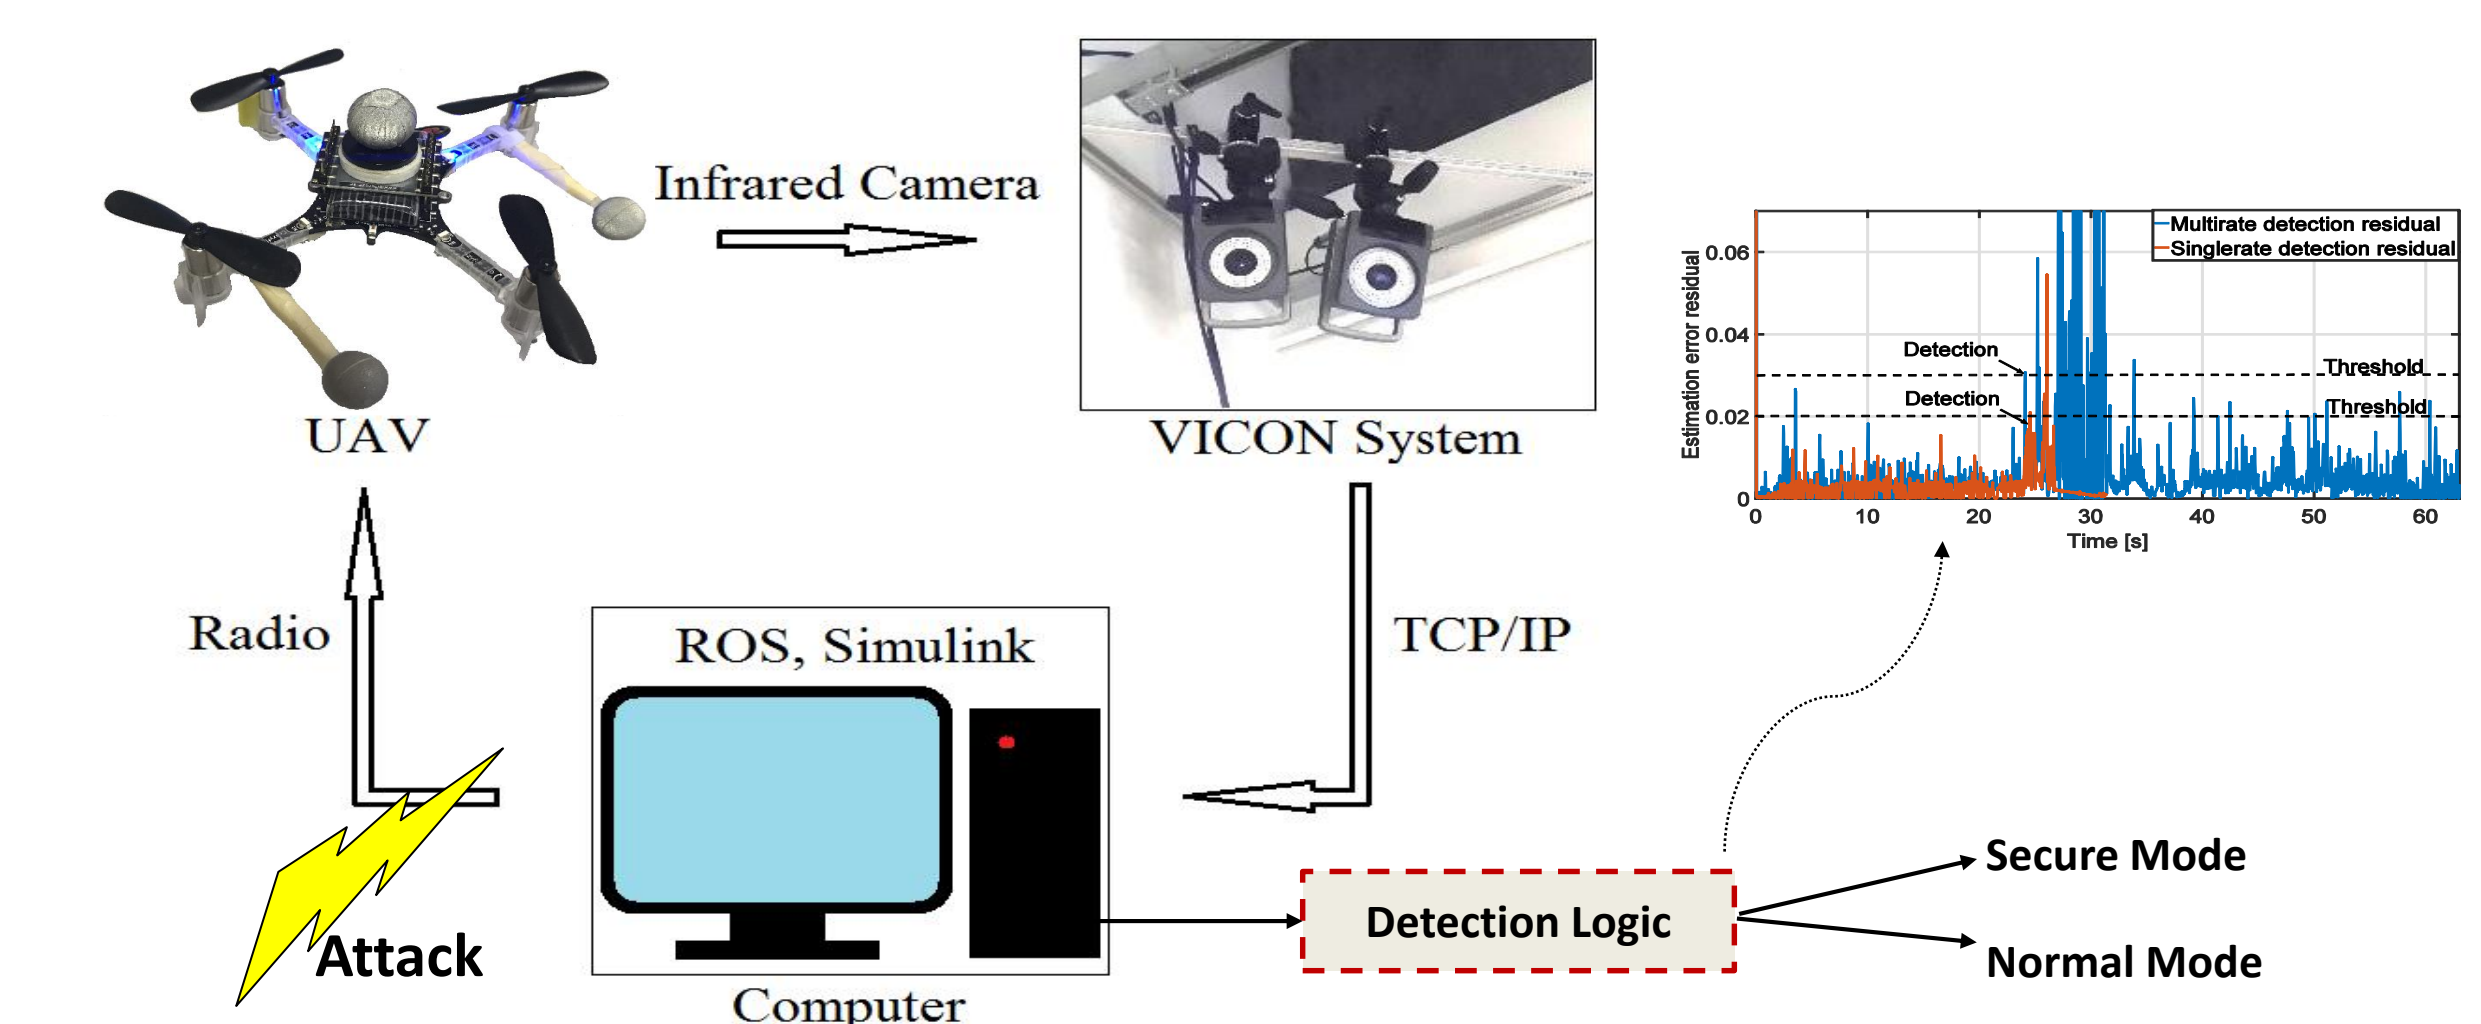 Infrared Camera
UAV
VICON System
Radio
TCP/IP
ROS, Simulink
Computer
Attack
Detection Logic
Secure Mode
Normal Mode
Multirate detection residual
Singlerate detection residual
Estimation error residual
0.06
0.04
0.02
0
Detection
Threshold
Detection
Threshold
0 10 20 30 40 50 60
Time [s]